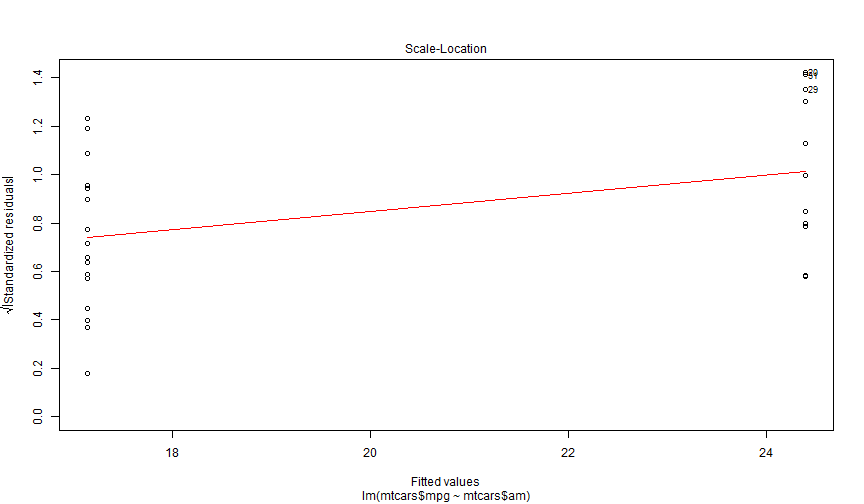 Scale-Location
√|Standardized residuals|
1.4
1.2
1.0
0.8
0.6
0.4
0.2
0.0
29
18 20 22 24
Fitted values
lm(mtcars$mpg ~ mtcars$am)